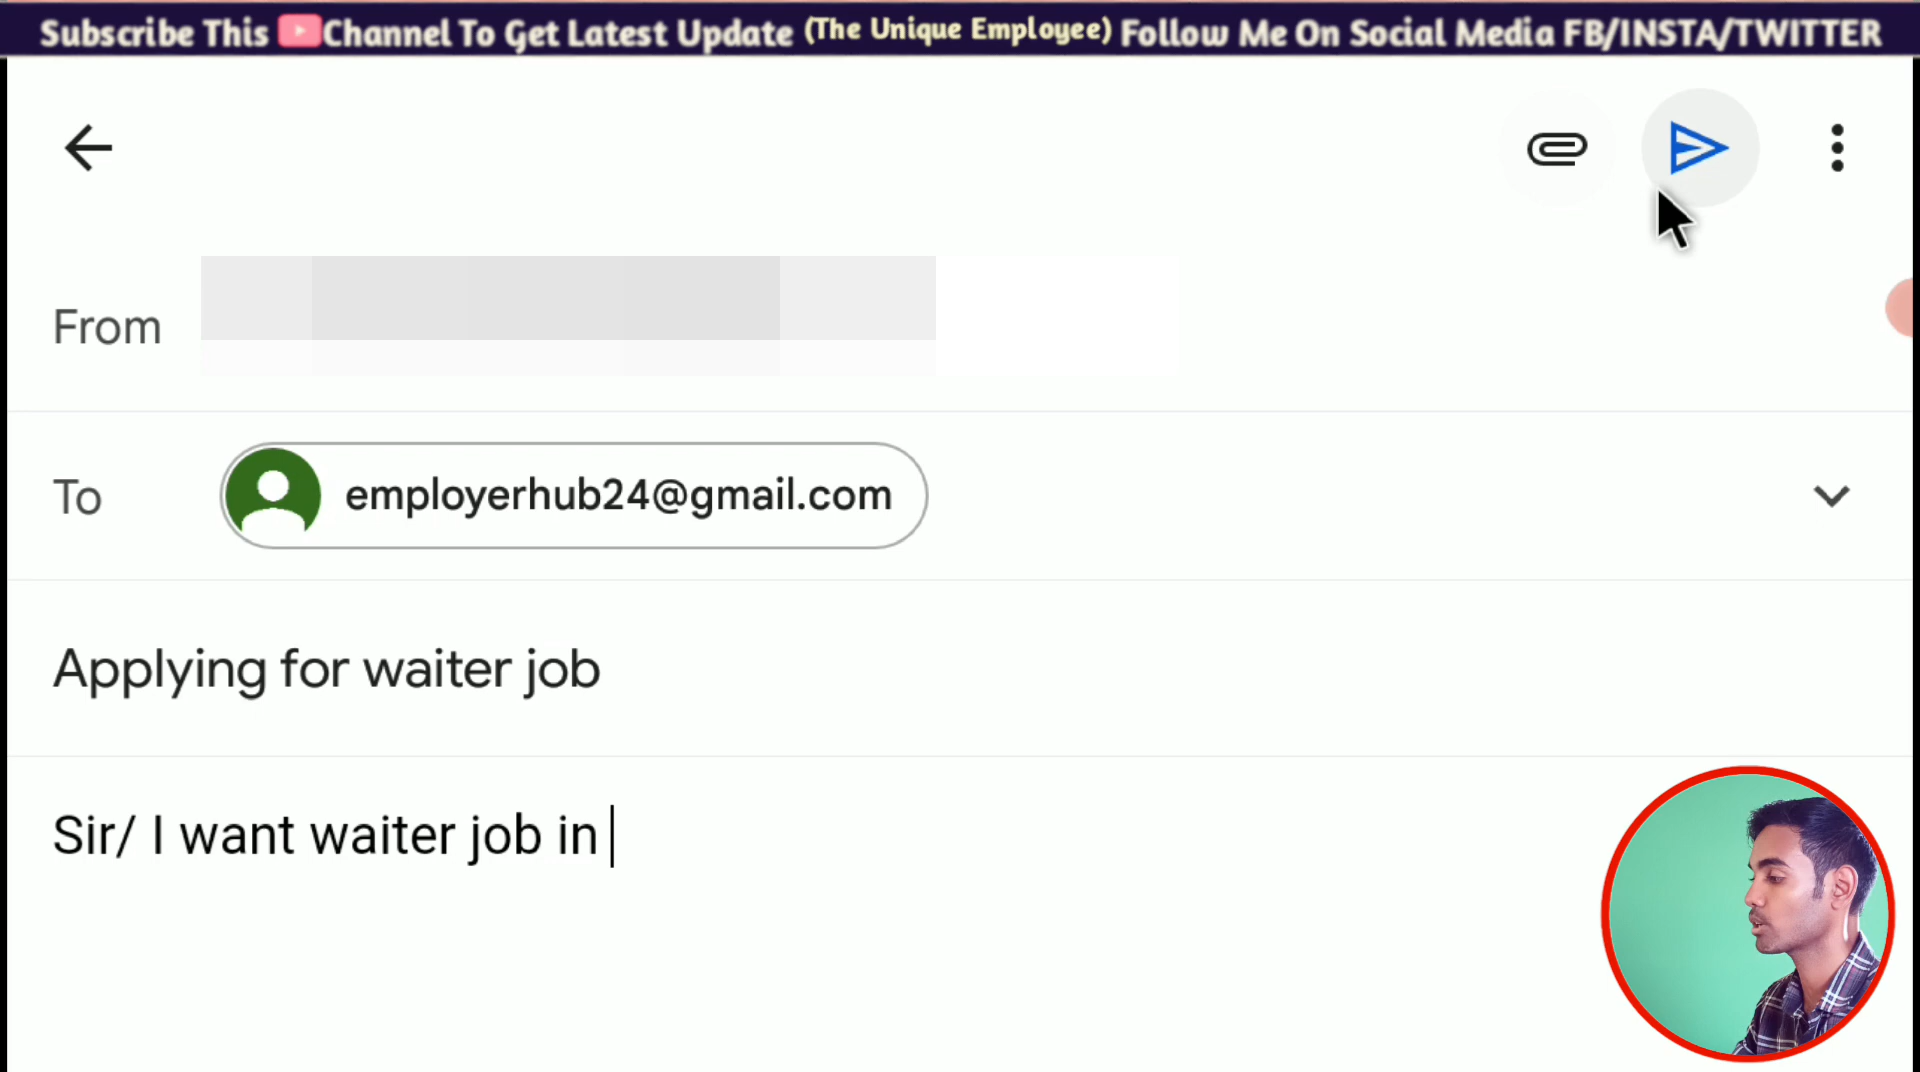 Subscribe This Channel To Get Latest Update (The Unique Employee) Follow Me On Social Media FB/INSTA/TWITTER
From
To employerhub24@gmail.com
Applying for waiter job
Sir/ I want waiter job in